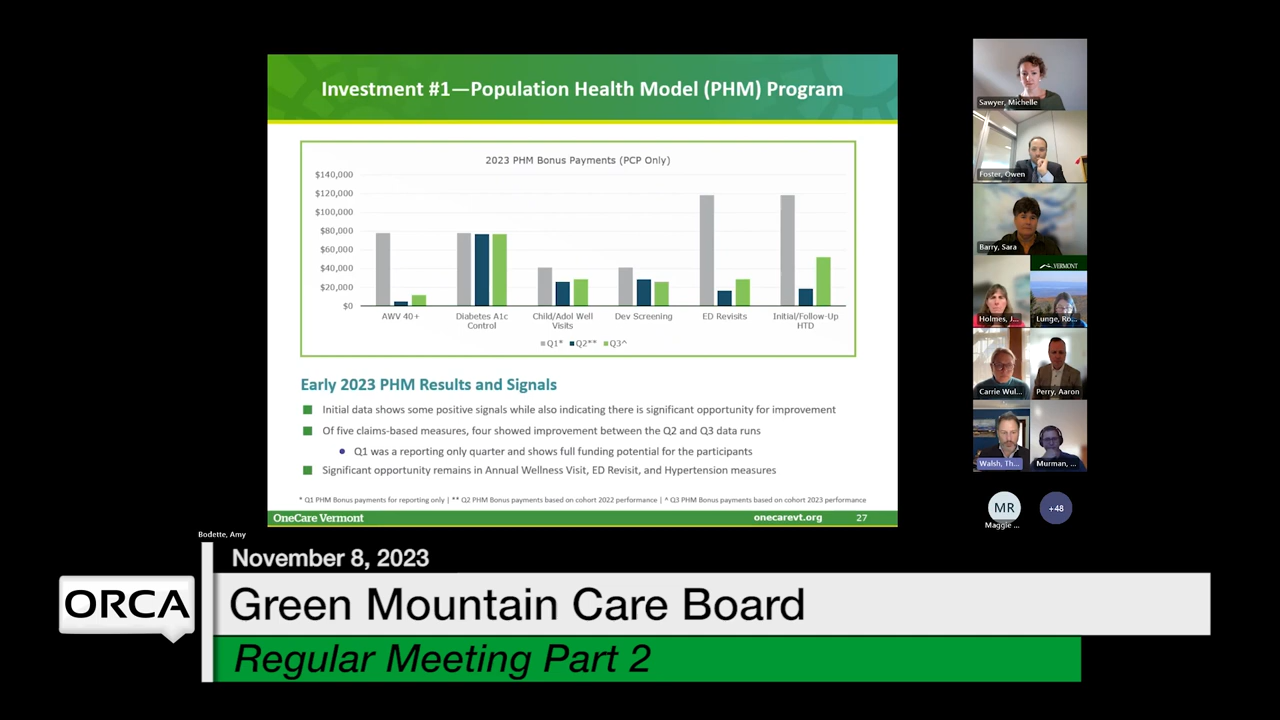 Investment #1—Population Health Model (PHM) Program
2023 PHM Bonus Payments (PCP Only)
$140,000
$120,000
$100,000
$80,000
$60,000
$40,000
$20,000
$0
AWV 40+
Diabetes A1c
Control
Child/Adol Well
Visits
Dev Screening
ED Revisits
Initial/Follow-Up
HTD
Q1* Q2** Q3^
Early 2023 PHM Results and Signals
Initial data shows some positive signals while also indicating there is significant opportunity for improvement
Of five claims-based measures, four showed improvement between the Q2 and Q3 data runs
Q1 was a reporting only quarter and shows full funding potential for the participants
Significant opportunity remains in Annual Wellness Visit, ED Revisit, and Hypertension measures
* Q1 PHM Bonus payments for reporting only | ** Q2 PHM Bonus payments based on cohort 2022 performance | ^ Q3 PHM Bonus payments based on cohort 2023 performance
OneCare Vermont onecarevt.org 27
Sawyer, Michelle
Foster, Owen
Barry, Sara
VERMONT
Holmes, J... Lunge, Ro...
Carrie Wul... Perry, Aaron
Walsh, Th... Murman, ...
MR +48
Maggie ...
Bodette, Amy
November 8, 2023
ORCA
Green Mountain Care Board
Regular Meeting Part 2